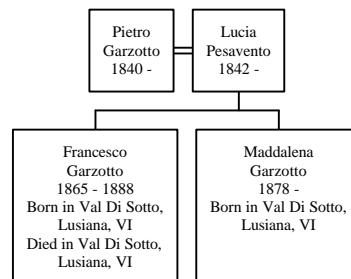 Pietro
Garzotto
1840 -
Lucia
Pesavento
1842 -
Francesco
Garzotto
1865 - 1888
Born in Val Di Sotto,
Lusiana, VI
Died in Val Di Sotto,
Lusiana, VI
Maddalena
Garzotto
1878 -
Born in Val Di Sotto,
Lusiana, VI